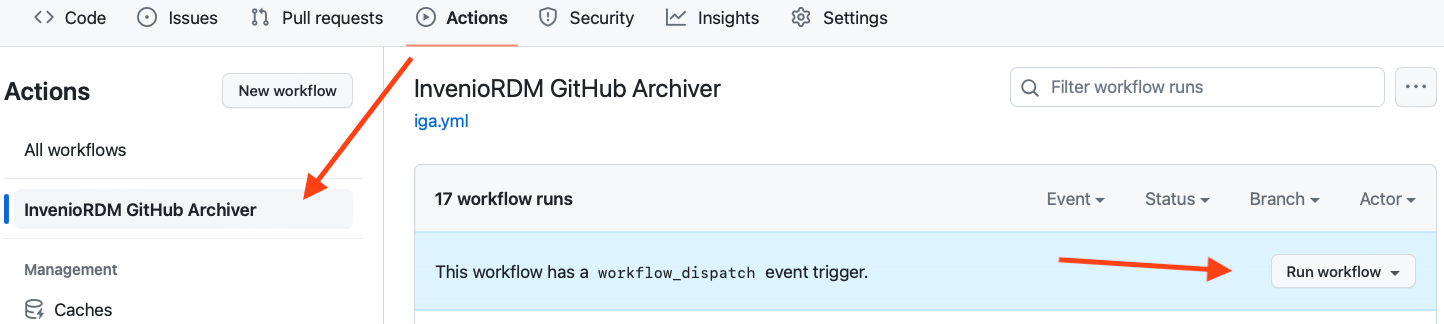 Code Issues Pull requests Actions Security Insights Settings
Actions
New workflow
All workflows
InvenioRDM GitHub Archiver
Management
Caches
InvenioRDM GitHub Archiver
iga.yml
Filter workflow runs
17 workflow runs
Event Status Branch Actor
This workflow has a workflow_dispatch event trigger.
Run workflow